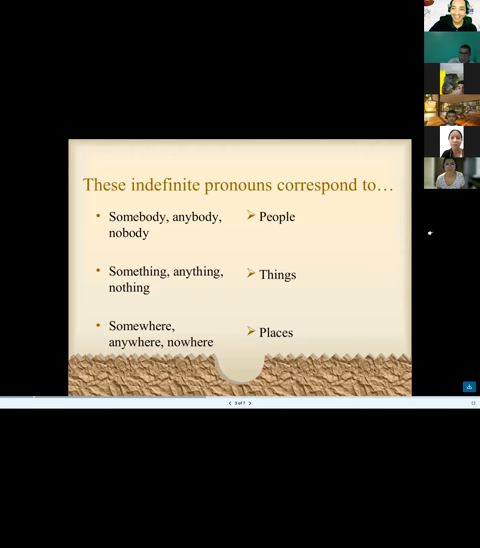 These indefinite pronouns correspond to…
• Somebody, anybody,
nobody
➢ People
• Something, anything,
nothing
➢ Things
• Somewhere,
anywhere, nowhere
➢ Places
3 of 7